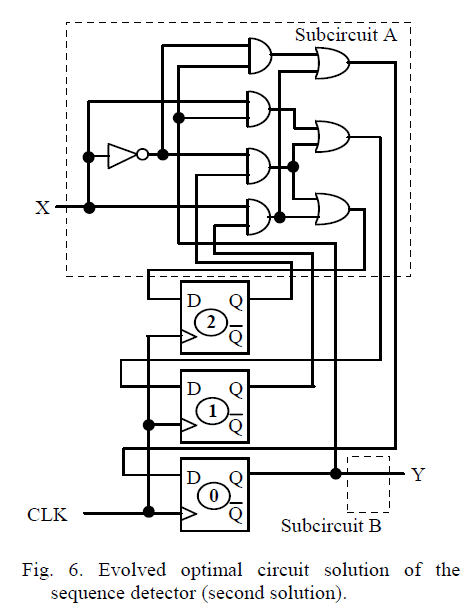 Subcircuit A
X
D Q
2
Q
D Q
1
Q
D Q
0
Q
Y
CLK
Subcircuit B
Fig. 6. Evolved optimal circuit solution of the
sequence detector (second solution).